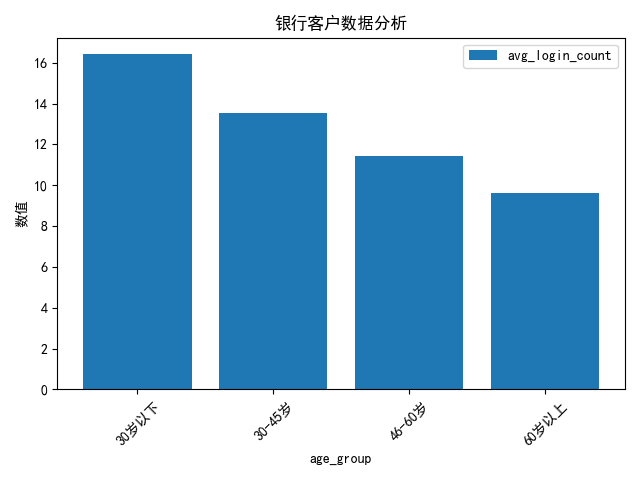 银行客户数据分析
avg_login_count
数值
16
14
12
10
8
6
4
2
0
30岁以下
30-45岁
46-60岁
60岁以上
age_group